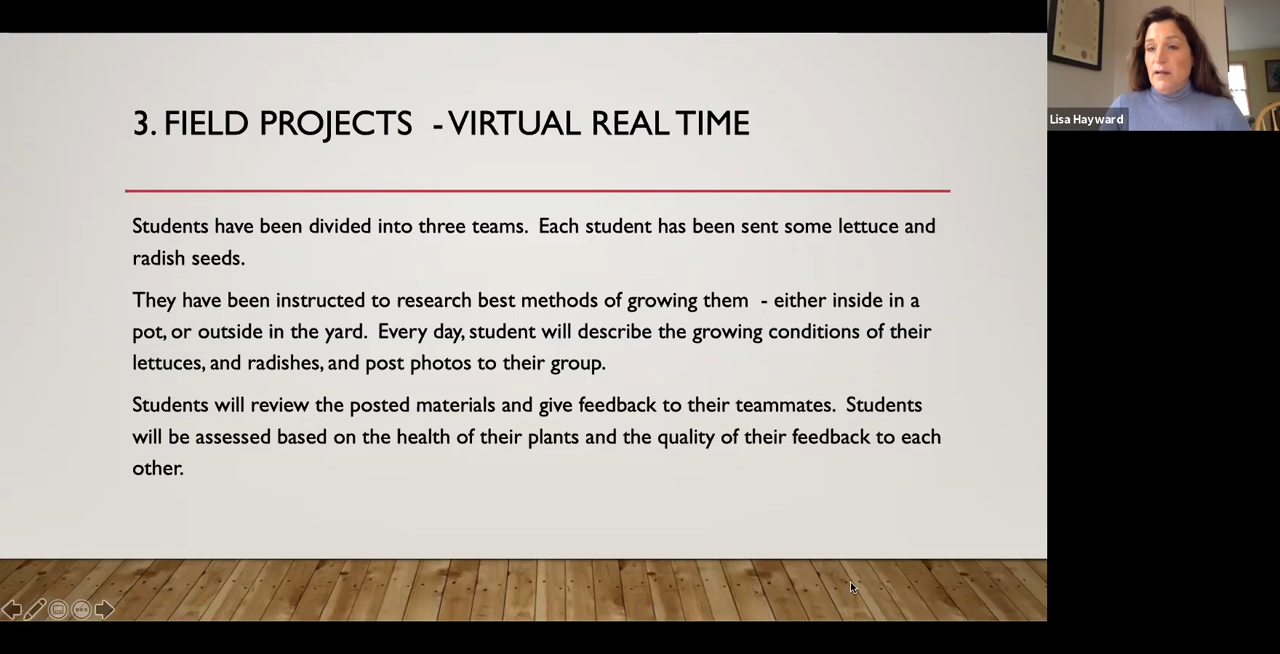 3. FIELD PROJECTS - VIRTUAL REAL TIME
Students have been divided into three teams. Each student has been sent some lettuce and
radish seeds.
They have been instructed to research best methods of growing them - either inside in a
pot, or outside in the yard. Every day, student will describe the growing conditions of their
lettuces, and radishes, and post photos to their group.
Students will review the posted materials and give feedback to their teammates. Students
will be assessed based on the health of their plants and the quality of their feedback to each
other.
Lisa Hayward